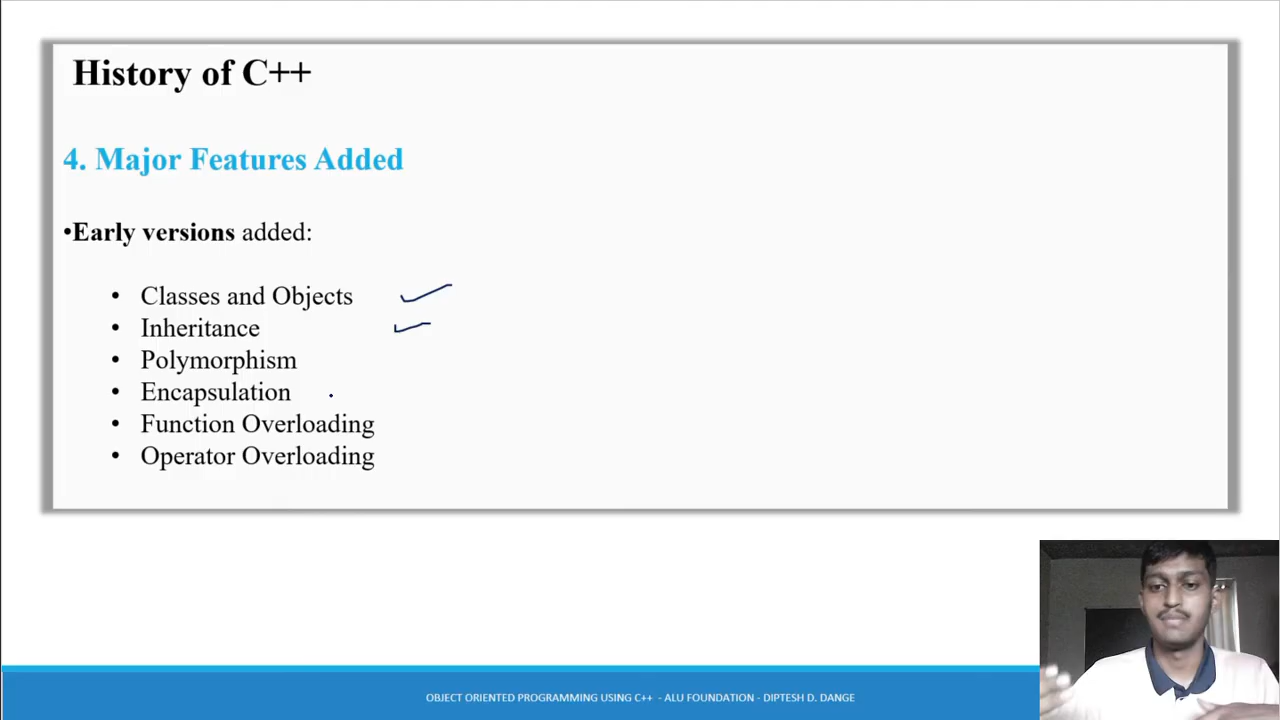 History of C++
4. Major Features Added
•Early versions added:
• Classes and Objects
• Inheritance
• Polymorphism
• Encapsulation
• Function Overloading
• Operator Overloading
OBJECT ORIENTED PROGRAMMING USING C++ - ALU FOUNDATION - DIPTESH D. DANGE